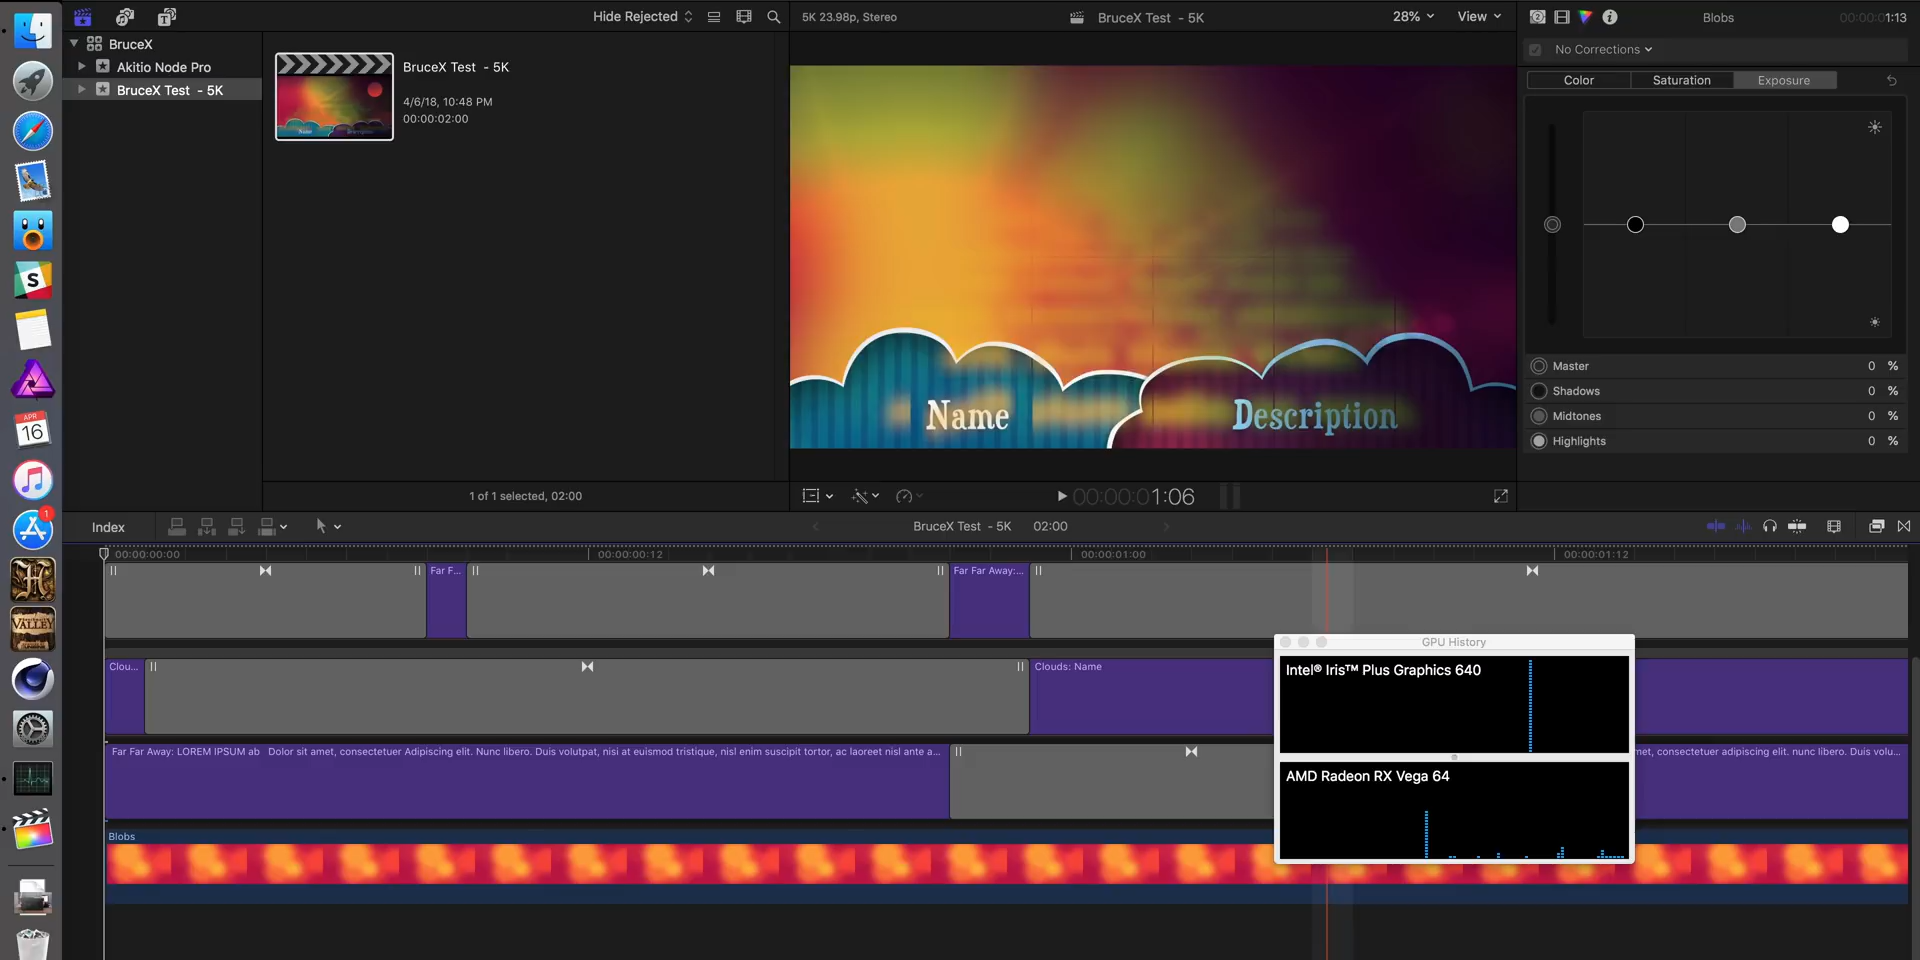 Hide Rejected
5K 23.98p, Stereo
BruceX Test - 5K
28%
View
Blobs
00:00:01:13
BruceX
Akitio Node Pro
BruceX Test - 5K
BruceX Test - 5K
4/6/18, 10:48 PM
00:00:02:00
Name
Description
No Corrections
Color
Saturation
Exposure
Master
0 %
Shadows
0 %
Midtones
0 %
Highlights
0 %
1 of 1 selected, 02:00
00:00:01:06
APR
16
1
VALLEY
Index
BruceX Test - 5K
02:00
00:00:00:00
00:00:00:12
00:00:01:00
00:00:01:12
Far F...
Far Far Away:...
Clou...
Clouds: Name
Far Far Away: LOREM IPSUM ab Dolor sit amet, consectetuer Adipiscing elit. Nunc libero. Duis volutpat, nisi at euismod tristique, nisl enim suscipit tortor, ac laoreet nisl ante a...
met, consectetuer adipiscing elit. nunc libero. Duis volu...
Blobs
GPU History
Intel® Iris™ Plus Graphics 640
AMD Radeon RX Vega 64